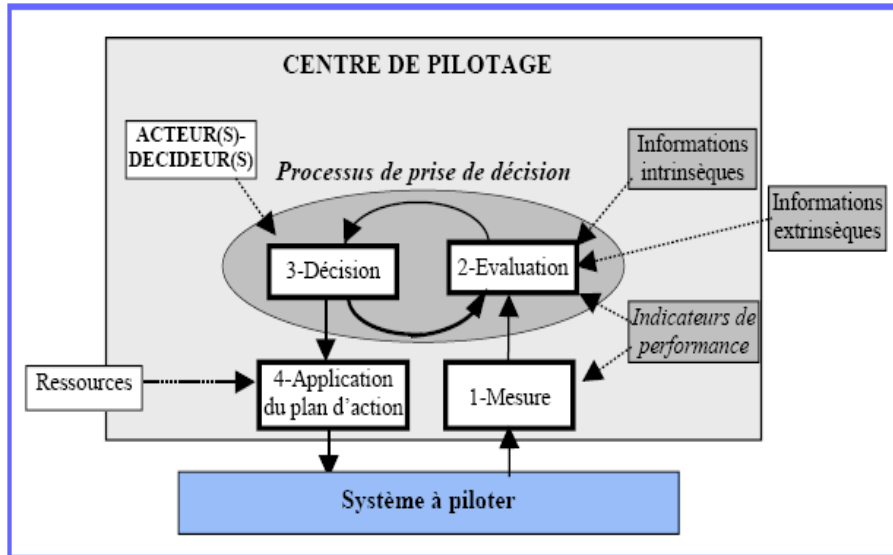 CENTRE DE PILOTAGE
ACTEUR(S)-
DECIDEUR(S)
Processus de prise de décision
Informations
intrinsèques
Informations
extrinsèques
3-Décision
2-Evaluation
Indicateurs de
performance
Ressources
4-Application
du plan d'action
1-Mesure
Système à piloter